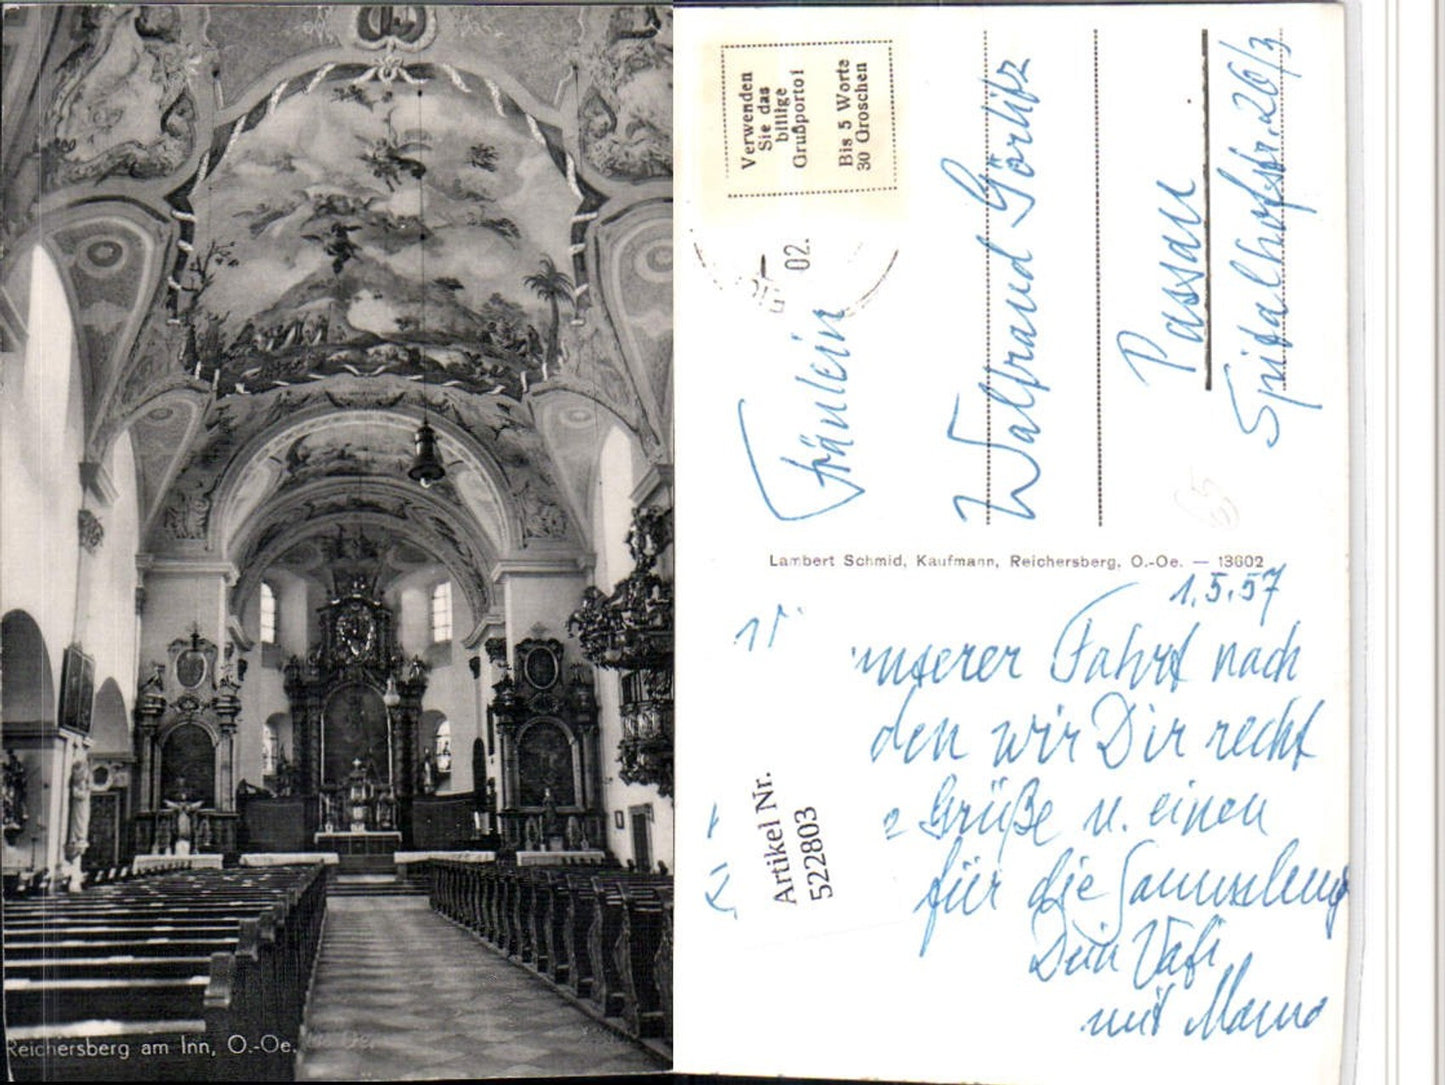 Reichersberg am Inn, O.-Oe.
Verwenden
Sie das
billige
Grußporto!
Bis 5 Worte
30 Groschen
02.
Fräulein
Waltraud Görlitz
Passau
Spitalhofstr. 26/3
65
Lambert Schmid, Kaufmann, Reichersberg, O.-Oe. — 13602
1.5.57
unserer Fahrt nach
den wir Dir recht
e Grüße u. einen
für die Sammlung
Dein Vati
mit Mama
Artikel Nr.
522803